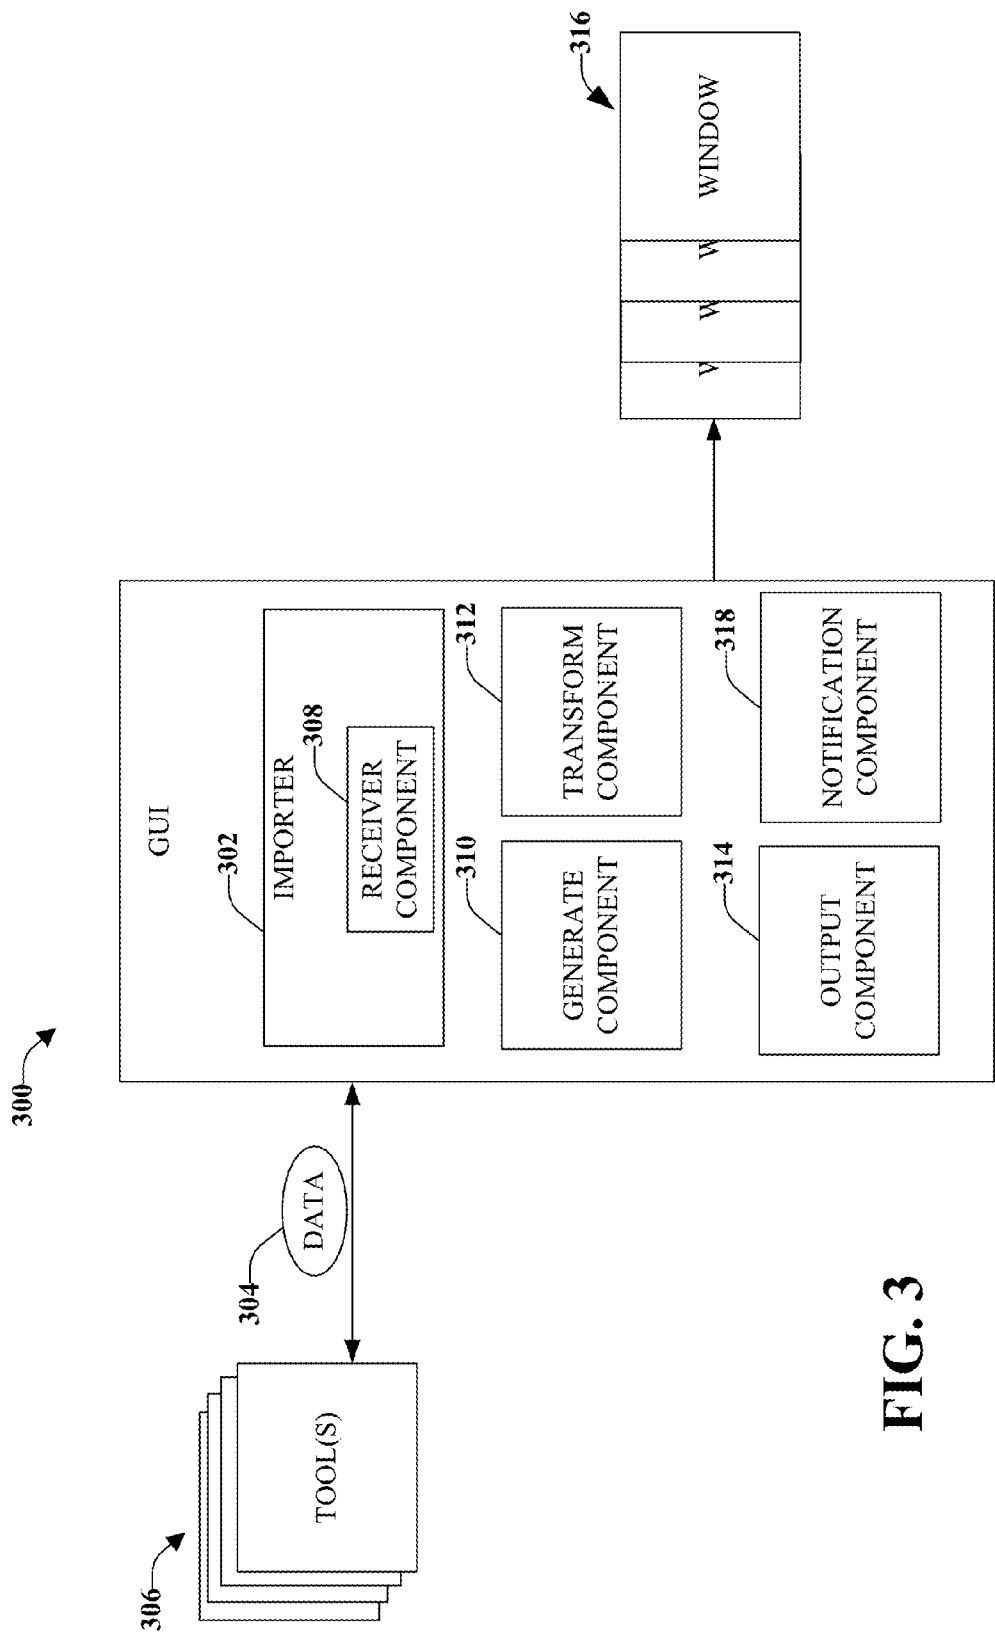 300
GUI
302
IMPORTER
308
RECEIVER
COMPONENT
310
GENERATE
COMPONENT
312
TRANSFORM
COMPONENT
314
OUTPUT
COMPONENT
318
NOTIFICATION
COMPONENT
304
DATA
306
TOOL(S)
316
W
W
W
WINDOW
FIG. 3